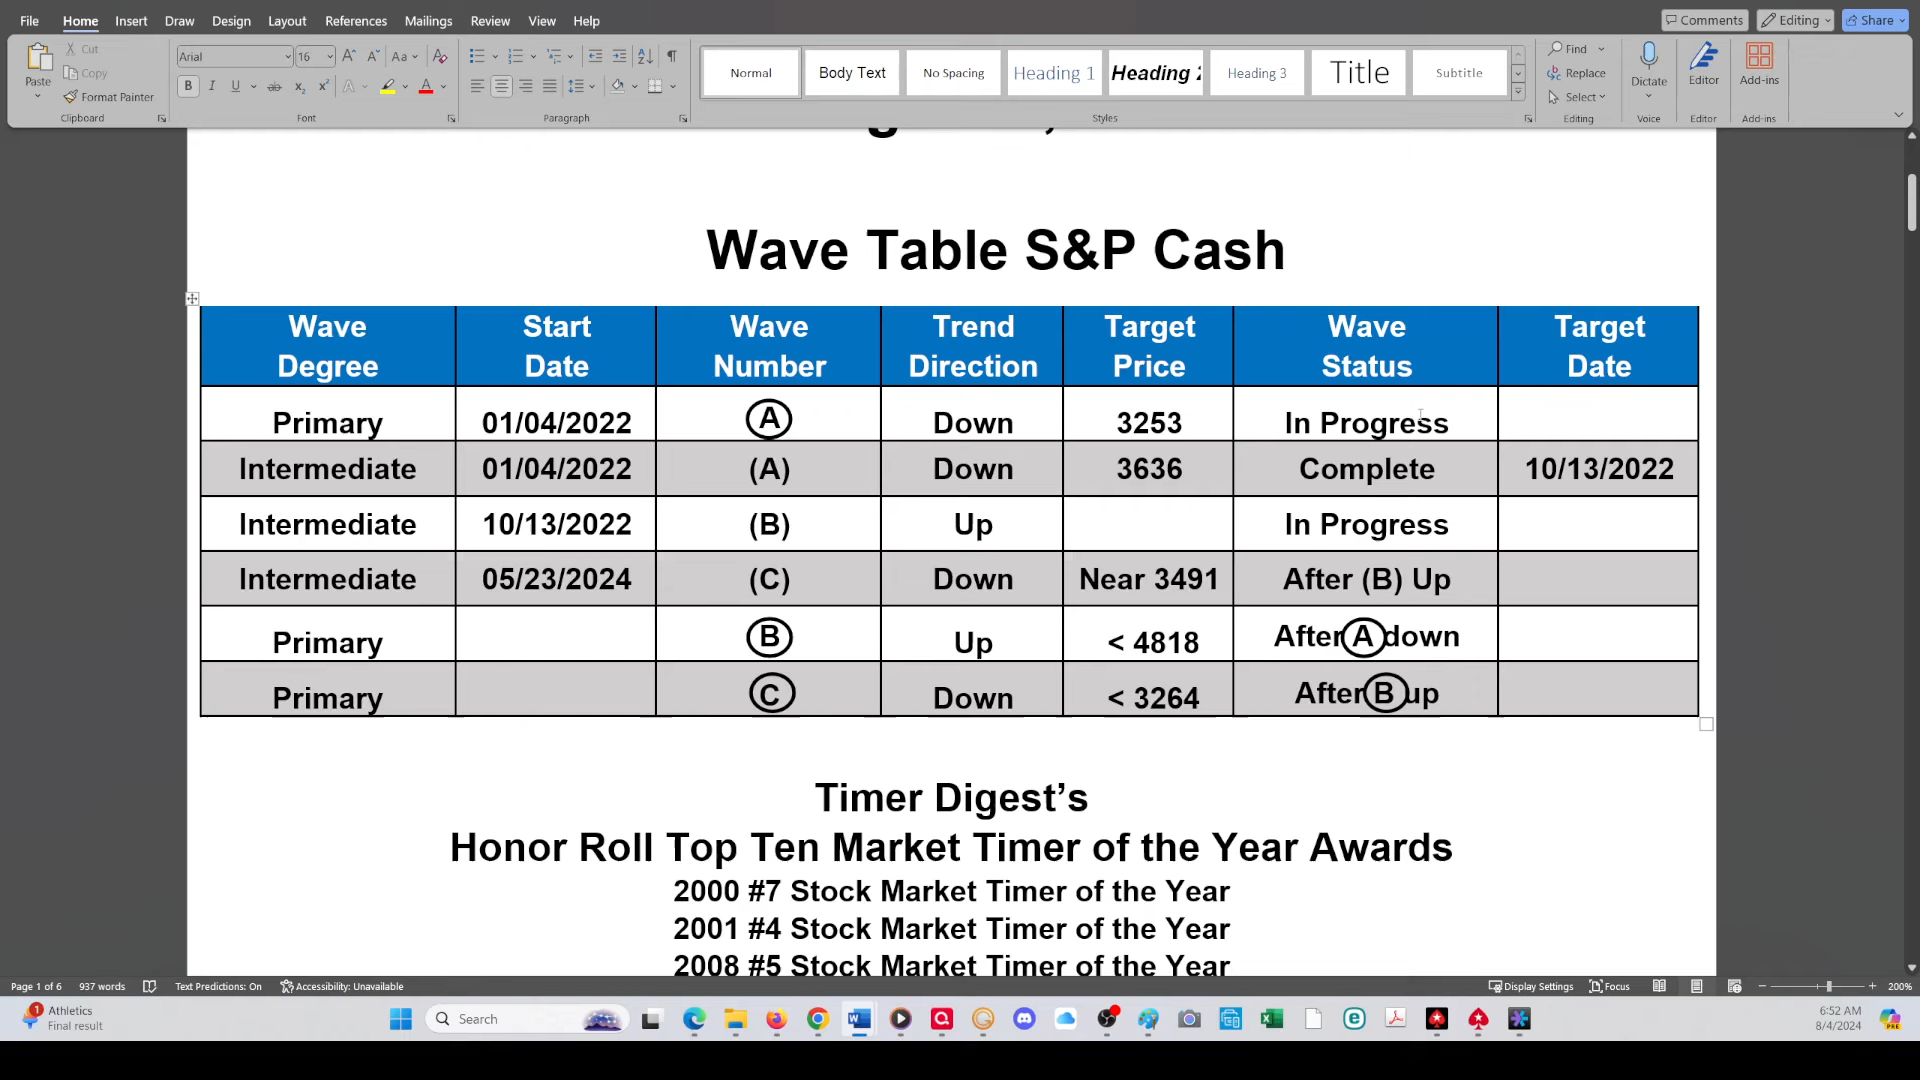 File Home Insert Draw Design Layout References Mailings Review View Help
Comments Editing Share
Paste Cut Copy Format Painter Clipboard
Arial 16 Font
Paragraph
Normal Body Text No Spacing Heading 1 Heading Heading 3 Title Subtitle
Styles
Find Replace Select Editing
Dictate Voice
Editor Editor
Add-ins Add-ins
Wave Table S&P Cash
Wave Degree Start Date Wave Number Trend Direction Target Price Wave Status Target Date
Primary 01/04/2022 A Down 3253 In Progress
Intermediate 01/04/2022 (A) Down 3636 Complete 10/13/2022
Intermediate 10/13/2022 (B) Up In Progress
Intermediate 05/23/2024 (C) Down Near 3491 After (B) Up
Primary B Up < 4818 After A down
Primary C Down < 3264 After B up
Timer Digest’s
Honor Roll Top Ten Market Timer of the Year Awards
2000 #7 Stock Market Timer of the Year
2001 #4 Stock Market Timer of the Year
2008 #5 Stock Market Timer of the Year
Page 1 of 6 937 words Text Predictions: On Accessibility: Unavailable Display Settings Focus 200%
Athletics
Final result
Search
6:52 AM
8/4/2024